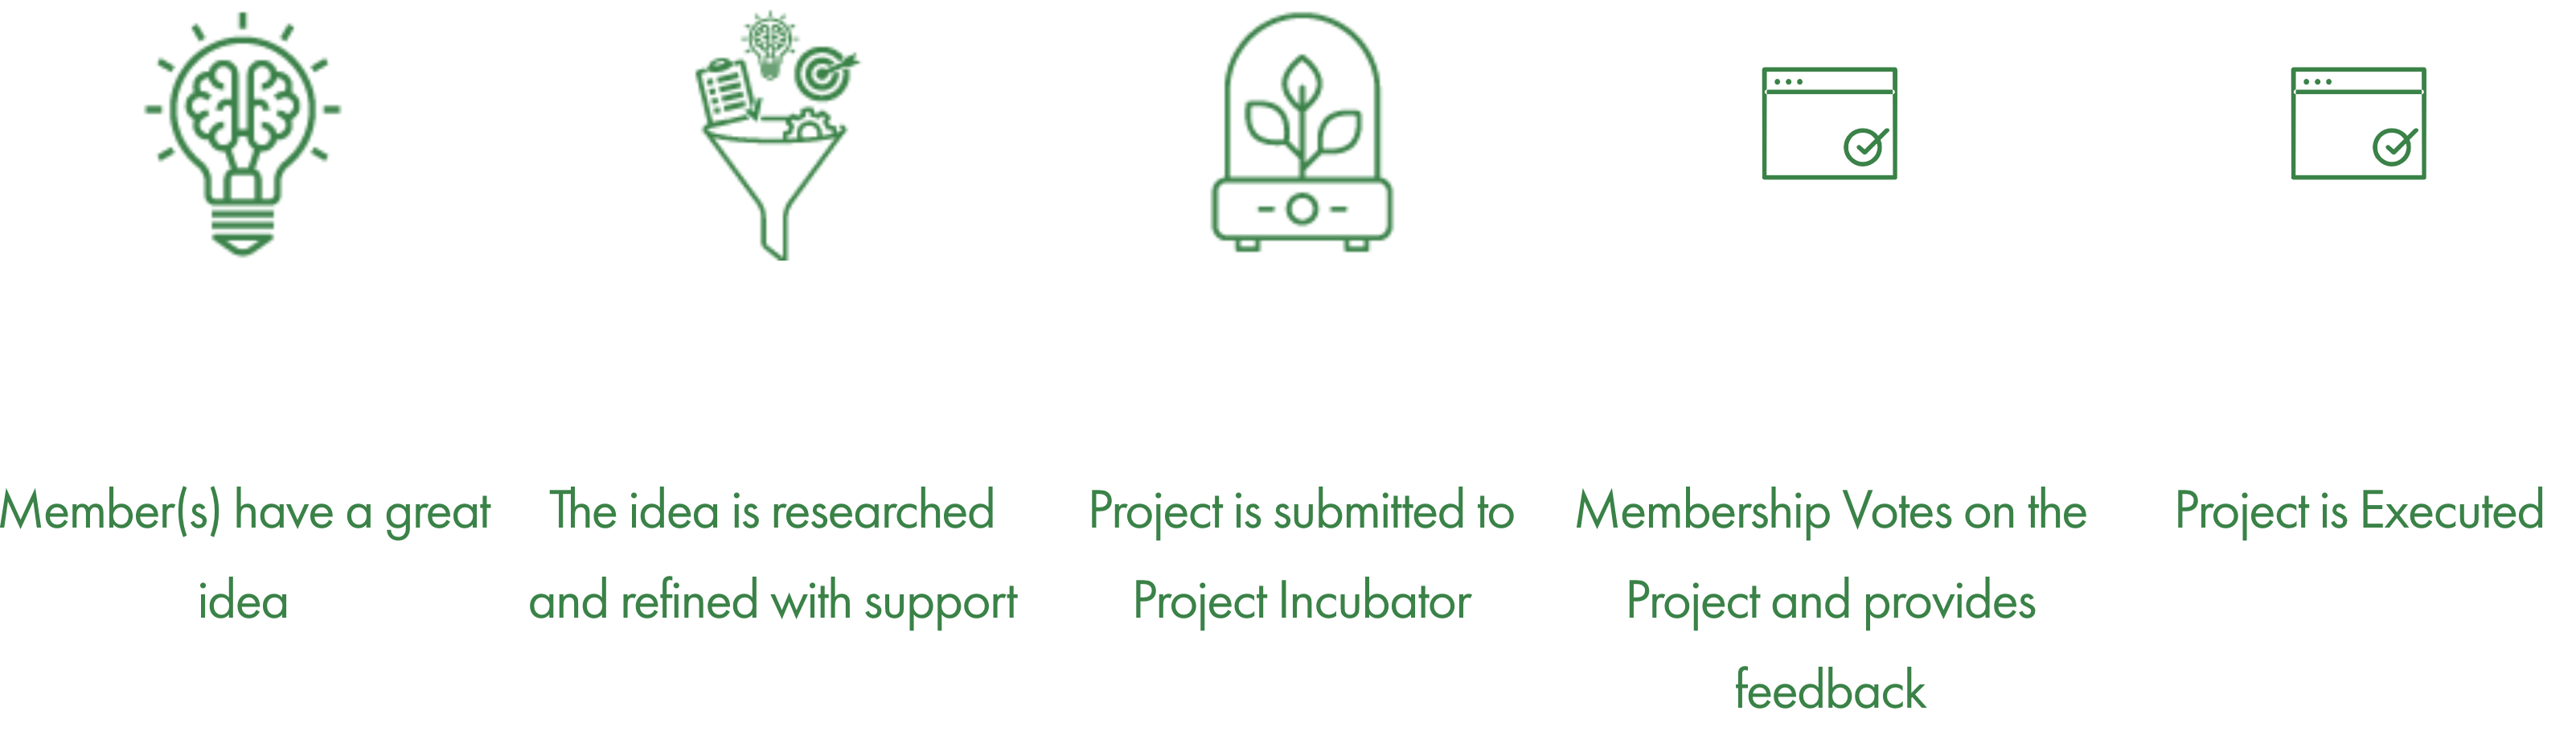 Member(s) have a great
idea
The idea is researched
and refined with support
Project is submitted to
Project Incubator
Membership Votes on the
Project and provides
feedback
Project is Executed